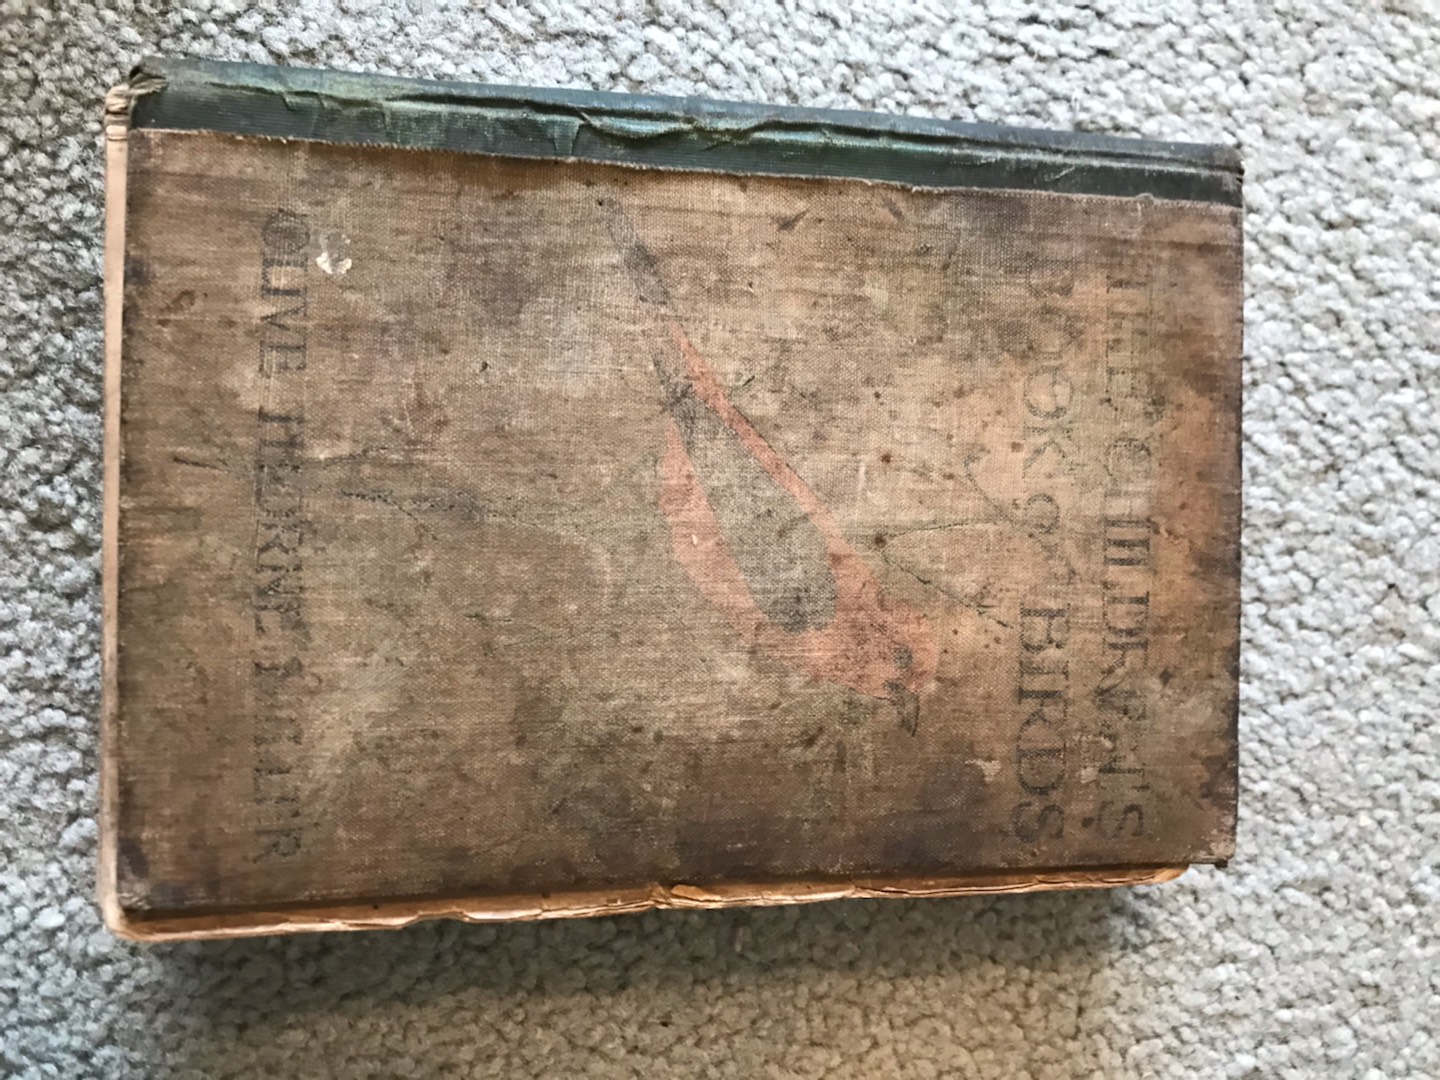 THE CHILDREN'S
BOOK OF BIRDS
OLIVE THORNE MILLER